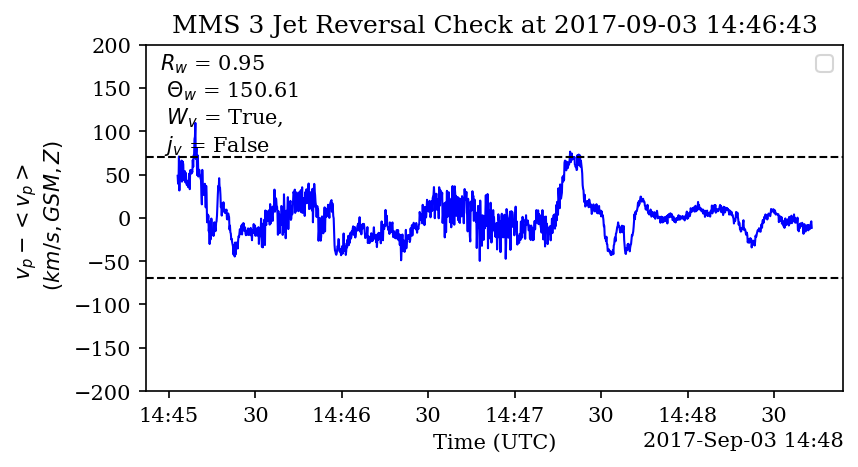 MMS 3 Jet Reversal Check at 2017-09-03 14:46:43
R_w = 0.95
Θ_w = 150.61
W_v = True,
j_v = False
200
150
100
50
0
−50
−100
−150
−200
v_p − < v_p >
(km/s, GSM, Z)
14:45 30 14:46 30 14:47 30 14:48 30
Time (UTC)
2017-Sep-03 14:48